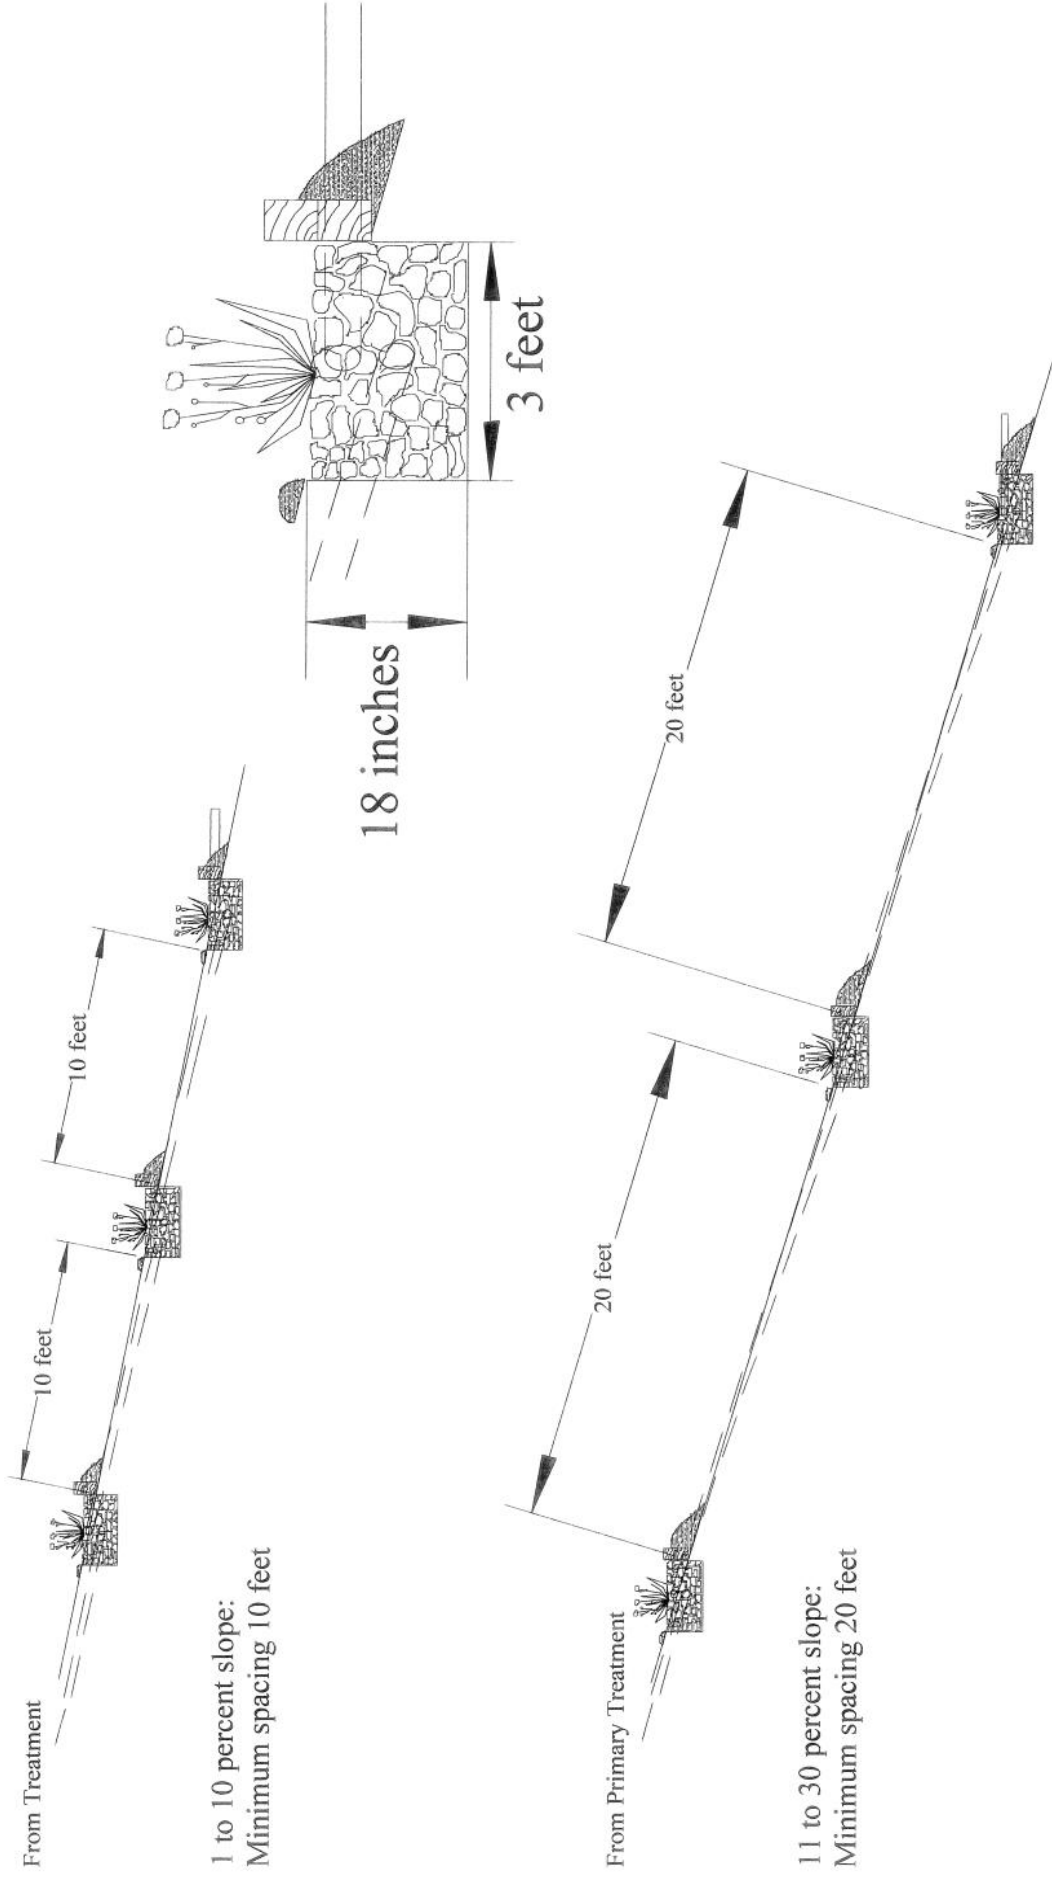 From Treatment
10 feet
10 feet
1 to 10 percent slope:
Minimum spacing 10 feet
18 inches
3 feet
From Primary Treatment
20 feet
20 feet
11 to 30 percent slope:
Minimum spacing 20 feet